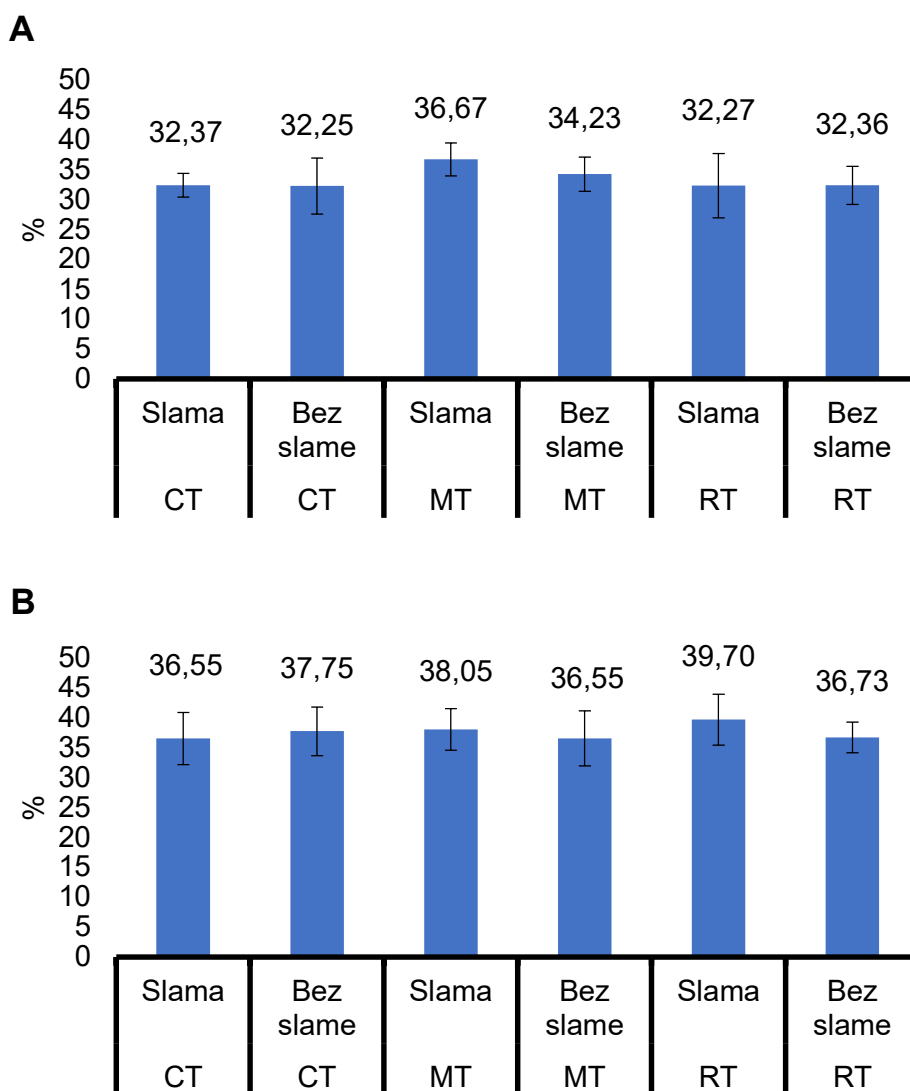 A
50
45
40
35
30
25
20
15
10
5
0
%
32,37 32,25 36,67 34,23 32,27 32,36
Slama Bez Slama Bez Slama Bez
slame slame slame
CT CT MT MT RT RT
B
50
45
40
35
30
25
20
15
10
5
0
%
36,55 37,75 38,05 36,55 39,70 36,73
Slama Bez Slama Bez Slama Bez
slame slame slame
CT CT MT MT RT RT